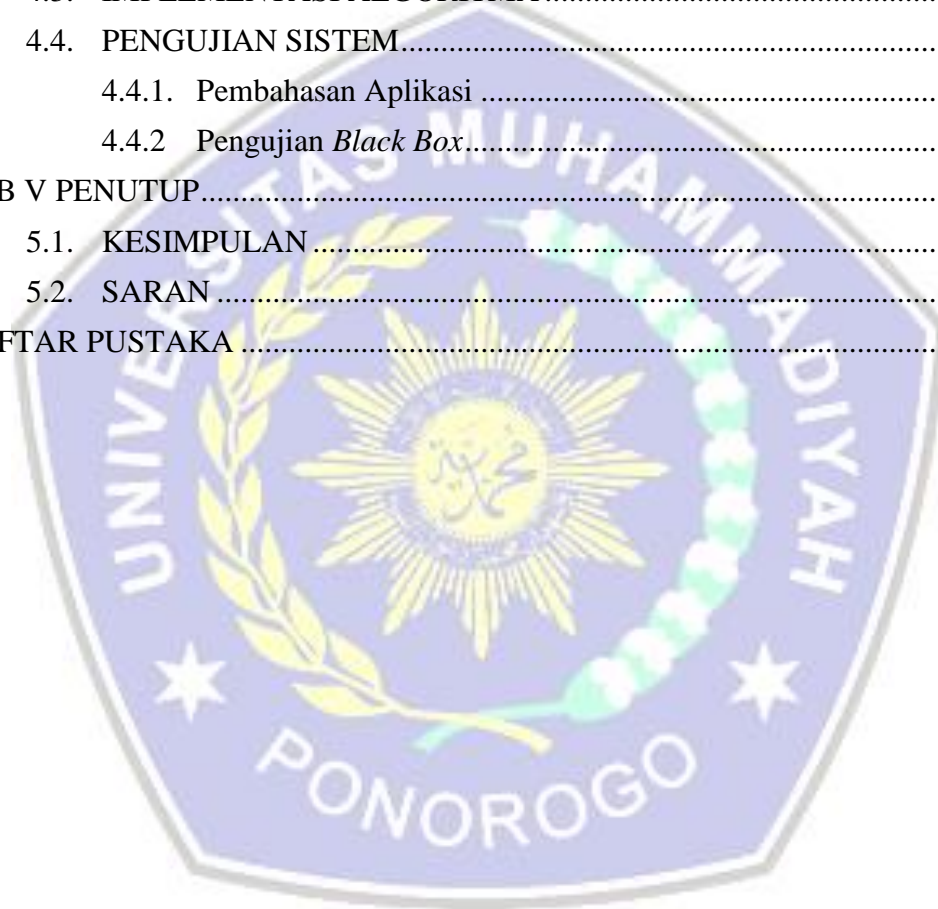 4.4. PENGUJIAN SISTEM
4.4.1. Pembahasan Aplikasi
4.4.2 Pengujian Black Box
B V PENUTUP
5.1. KESIMPULAN
5.2. SARAN
FTAR PUSTAKA
UNIVERSITAS MUHAMMADIYAH
PONOROGO
محمد